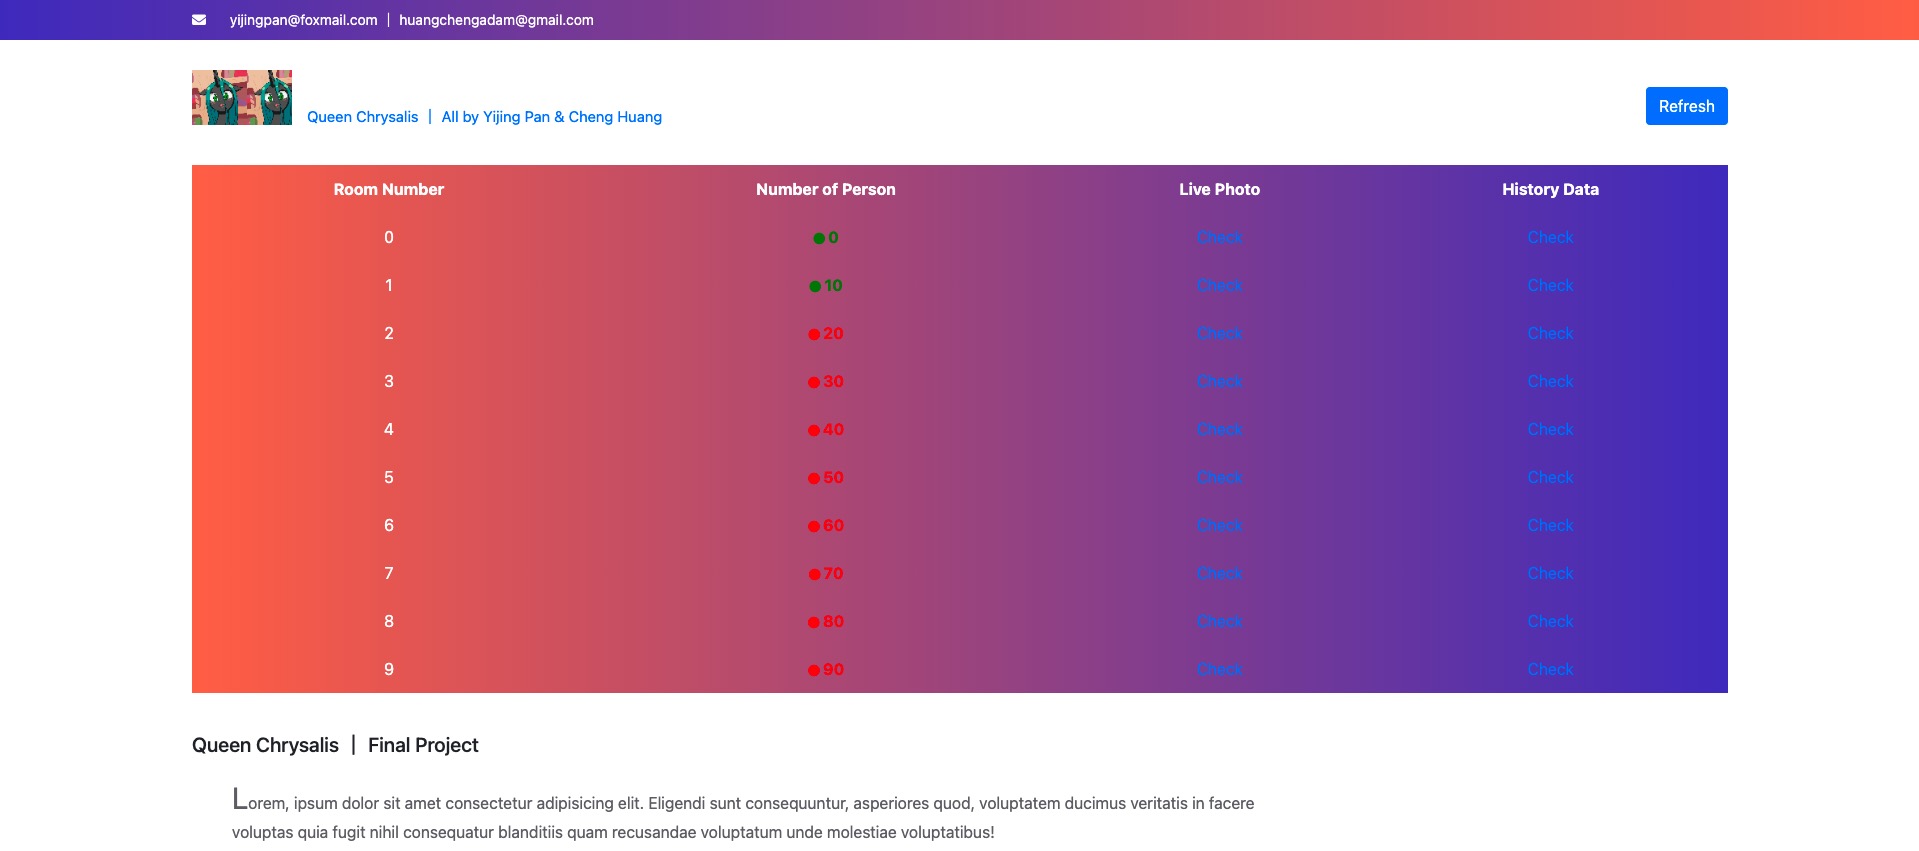 yijingpan@foxmail.com | huangchengadam@gmail.com
Queen Chrysalis | All by Yijing Pan & Cheng Huang
Refresh
Room Number Number of Person Live Photo History Data
0 0 Check Check
1 10 Check Check
2 20 Check Check
3 30 Check Check
4 40 Check Check
5 50 Check Check
6 60 Check Check
7 70 Check Check
8 80 Check Check
9 90 Check Check
Queen Chrysalis | Final Project
Lorem, ipsum dolor sit amet consectetur adipisicing elit. Eligendi sunt consequuntur, asperiores quod, voluptatem ducimus veritatis in facere
voluptas quia fugit nihil consequatur blanditiis quam recusandae voluptatum unde molestiae voluptatibus!